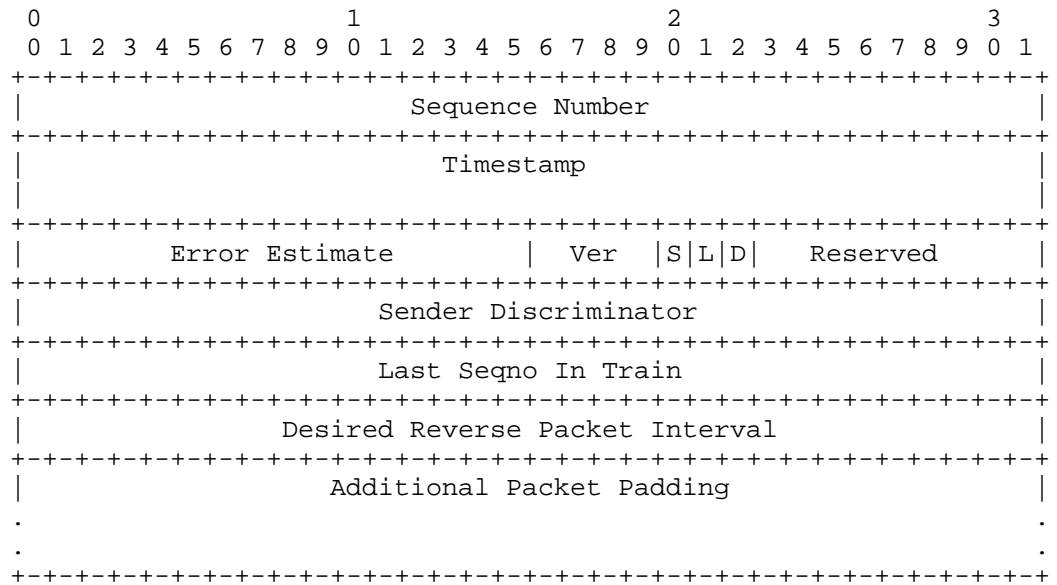 0                   1                   2                   3
 0 1 2 3 4 5 6 7 8 9 0 1 2 3 4 5 6 7 8 9 0 1 2 3 4 5 6 7 8 9 0 1
+-+-+-+-+-+-+-+-+-+-+-+-+-+-+-+-+-+-+-+-+-+-+-+-+-+-+-+-+-+-+-+-+
|                        Sequence Number                        |
+-+-+-+-+-+-+-+-+-+-+-+-+-+-+-+-+-+-+-+-+-+-+-+-+-+-+-+-+-+-+-+-+
|                          Timestamp                            |
|                                                               |
+-+-+-+-+-+-+-+-+-+-+-+-+-+-+-+-+-+-+-+-+-+-+-+-+-+-+-+-+-+-+-+-+
|         Error Estimate        |  Ver  |S|L|D|   Reserved      |
+-+-+-+-+-+-+-+-+-+-+-+-+-+-+-+-+-+-+-+-+-+-+-+-+-+-+-+-+-+-+-+-+
|                      Sender Discriminator                     |
+-+-+-+-+-+-+-+-+-+-+-+-+-+-+-+-+-+-+-+-+-+-+-+-+-+-+-+-+-+-+-+-+
|                      Last Seqno In Train                      |
+-+-+-+-+-+-+-+-+-+-+-+-+-+-+-+-+-+-+-+-+-+-+-+-+-+-+-+-+-+-+-+-+
|                Desired Reverse Packet Interval                |
+-+-+-+-+-+-+-+-+-+-+-+-+-+-+-+-+-+-+-+-+-+-+-+-+-+-+-+-+-+-+-+-+
|                   Additional Packet Padding                   |
.                                                               .
.                                                               .
+-+-+-+-+-+-+-+-+-+-+-+-+-+-+-+-+-+-+-+-+-+-+-+-+-+-+-+-+-+-+-+-+